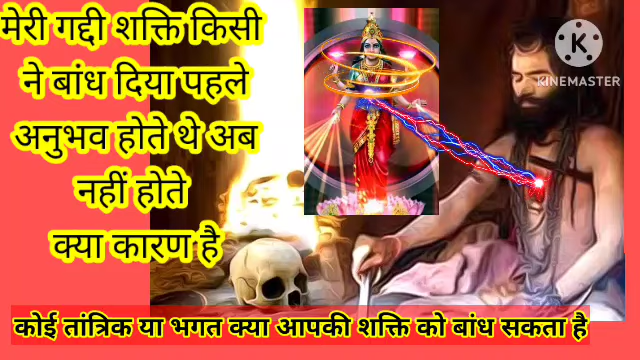 मेरी गद्दी शक्ति किसी
ने बांध दिया पहले
अनुभव होते थे अब
नहीं होते
क्या कारण है
K
KINEMASTER
कोई तांत्रिक या भगत क्या आपकी शक्ति को बांध सकता है